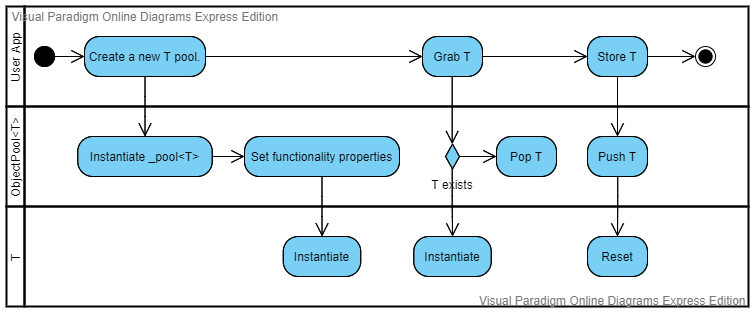 Visual Paradigm Online Diagrams Express Edition
User App
Create a new T pool.
Grab T
Store T
ObjectPool<T>
Instantiate _pool<T>
Set functionality properties
Pop T
Push T
T exists
T
Instantiate
Instantiate
Reset
Visual Paradigm Online Diagrams Express Edition